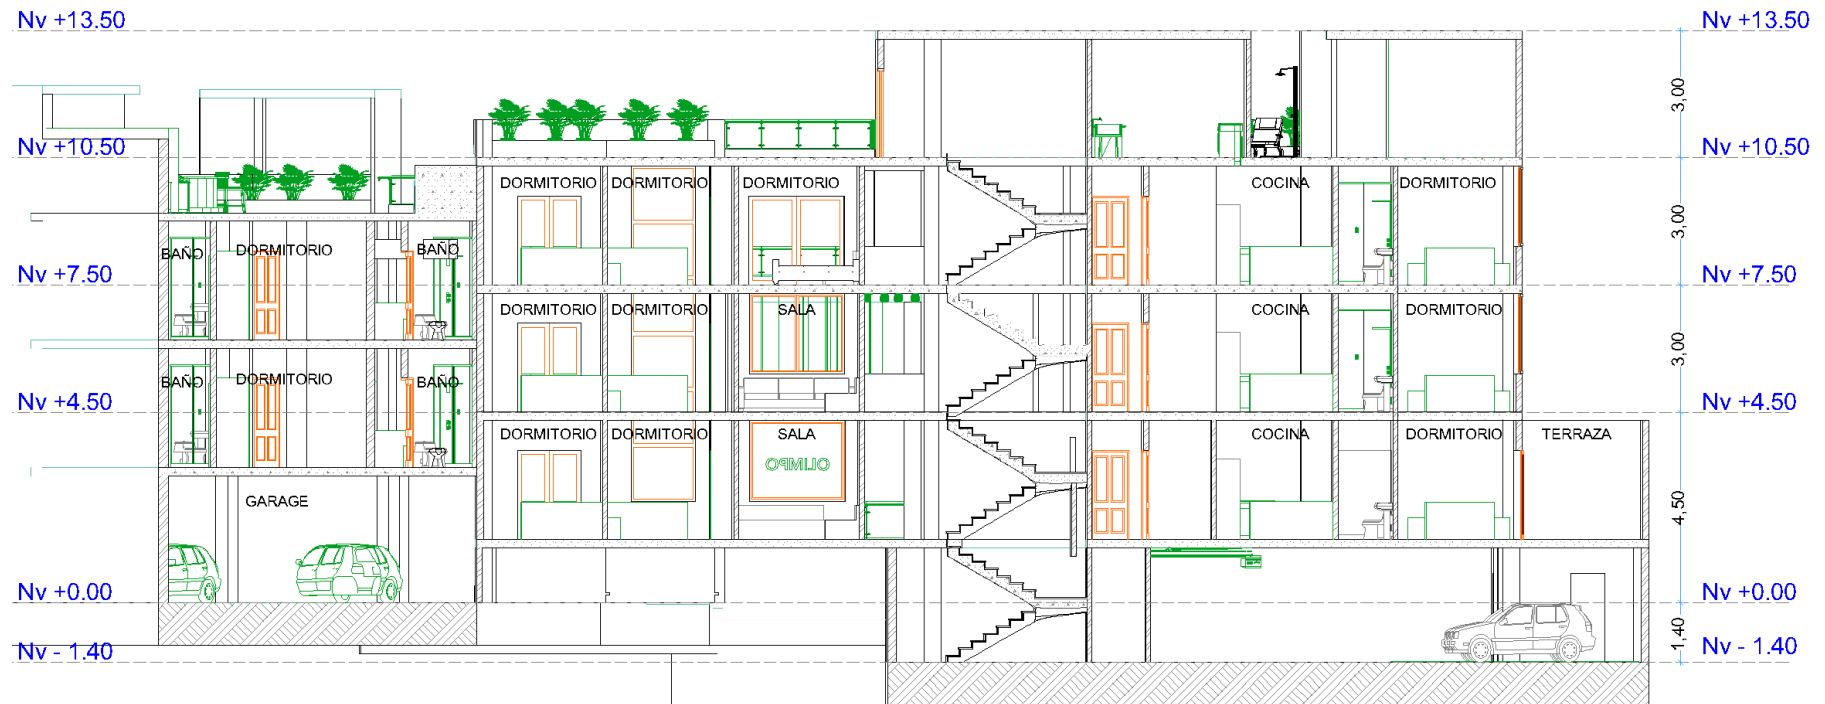 Nv +13.50
Nv +13.50
3,00
Nv +10.50
Nv +10.50
DORMITORIO
DORMITORIO
DORMITORIO
COCINA
DORMITORIO
3,00
BAÑO
DORMITORIO
BAÑO
Nv +7.50
Nv +7.50
DORMITORIO
DORMITORIO
SALA
COCINA
DORMITORIO
3,00
BAÑO
DORMITORIO
BAÑO
Nv +4.50
Nv +4.50
DORMITORIO
DORMITORIO
SALA
COCINA
DORMITORIO
TERRAZA
OLIMPO
GARAGE
4,50
Nv +0.00
Nv +0.00
1,40
Nv - 1.40
Nv - 1.40